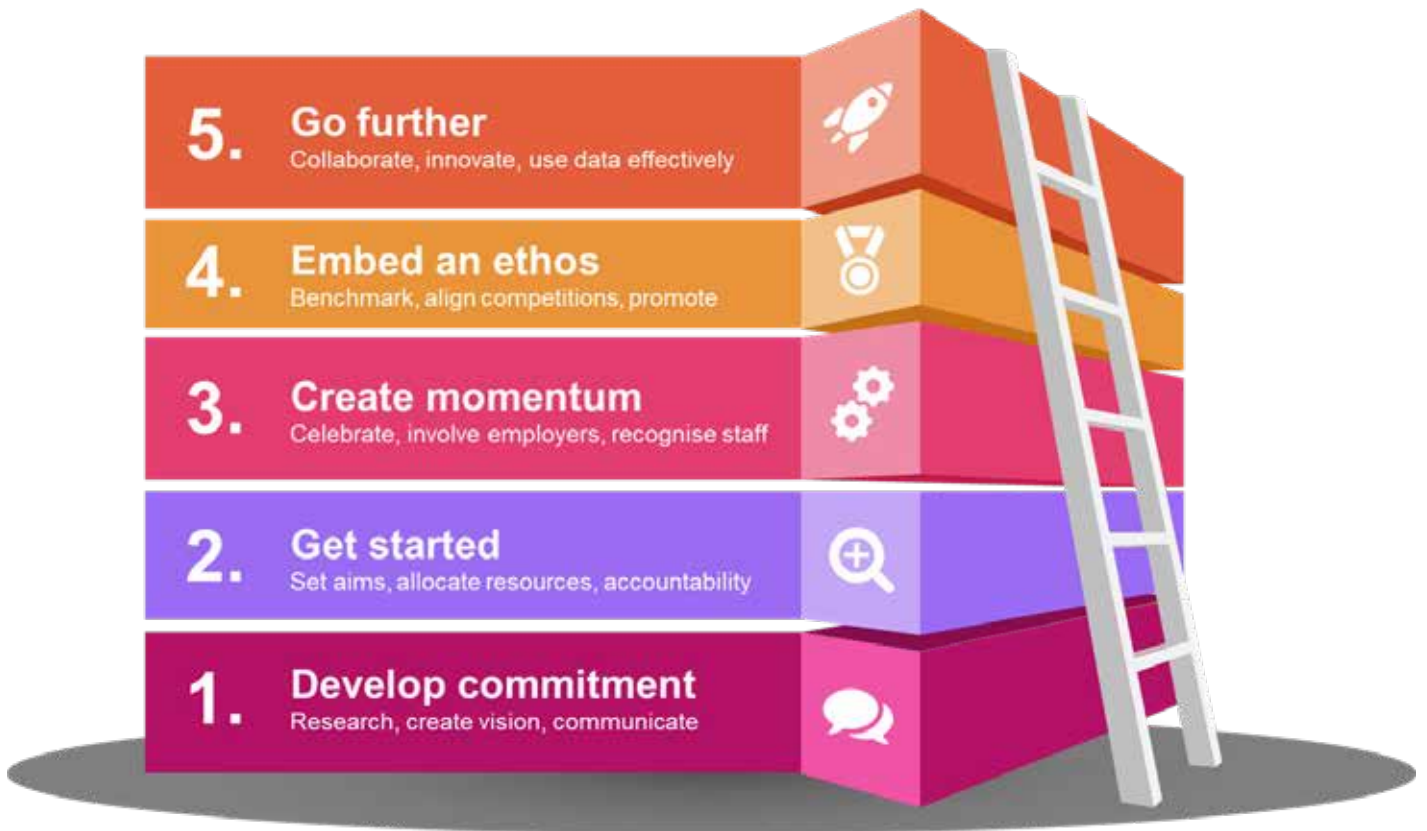 5.
Go further
Collaborate, innovate, use data effectively
4.
Embed an ethos
Benchmark, align competitions, promote
3.
Create momentum
Celebrate, involve employers, recognise staff
2.
Get started
Set aims, allocate resources, accountability
1.
Develop commitment
Research, create vision, communicate